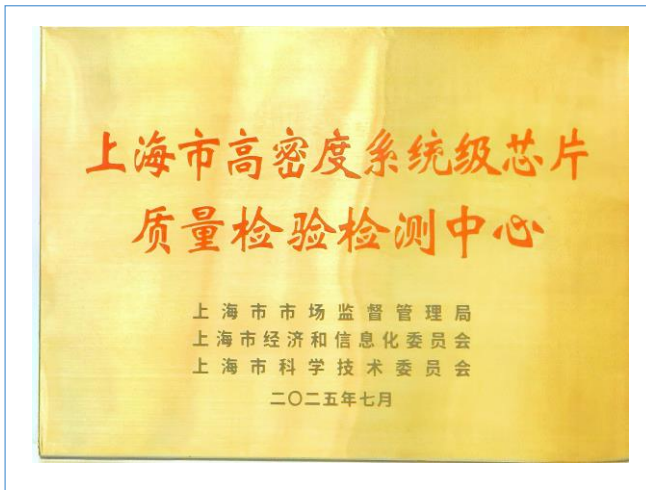 上海市高密度系统级芯片
质量检验检测中心
上海市市场监督管理局
上海市经济和信息化委员会
上海市科学技术委员会
二〇二五年七月